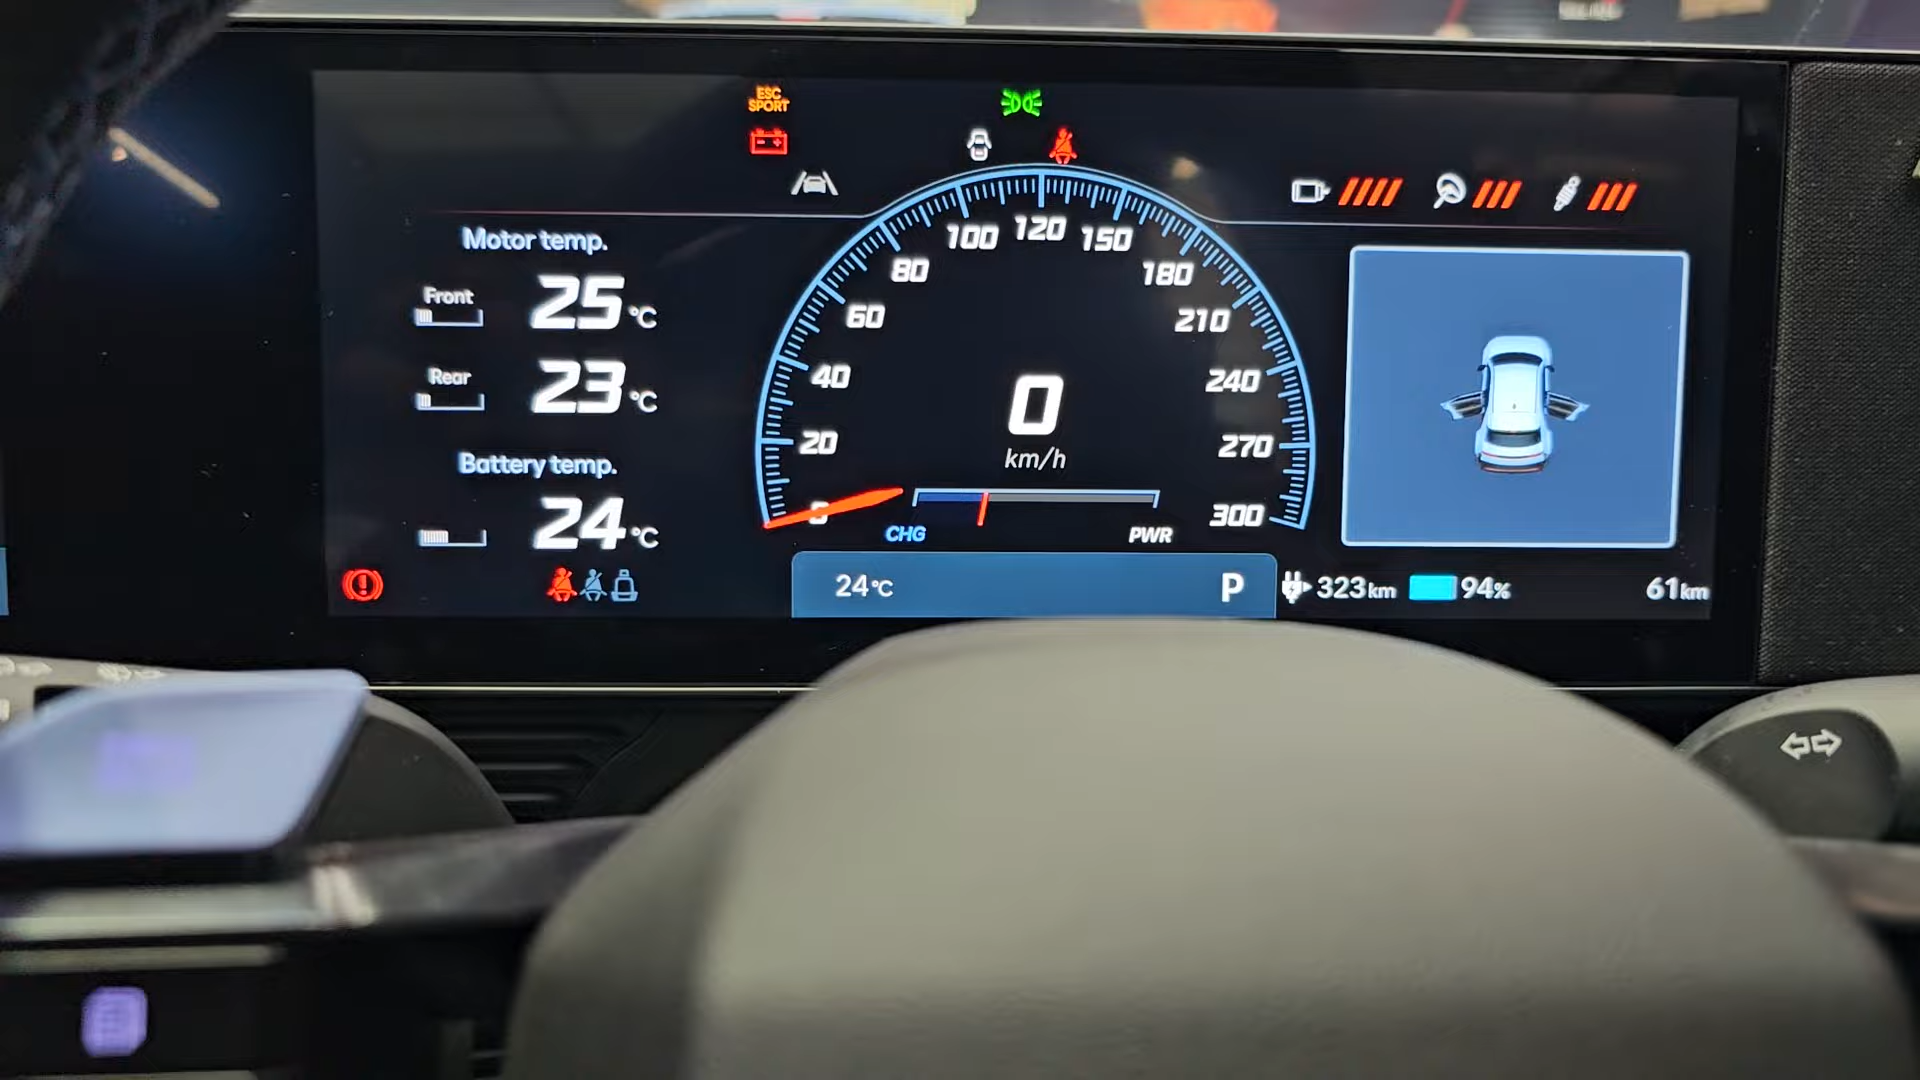 ESC
SPORT
Motor temp.
Front 25 °C
Rear 23 °C
Battery temp.
24 °C
100 120 150
80 180
60 210
40 240
20 270
300
0
km/h
CHG PWR
24°C P 323km 94% 61km